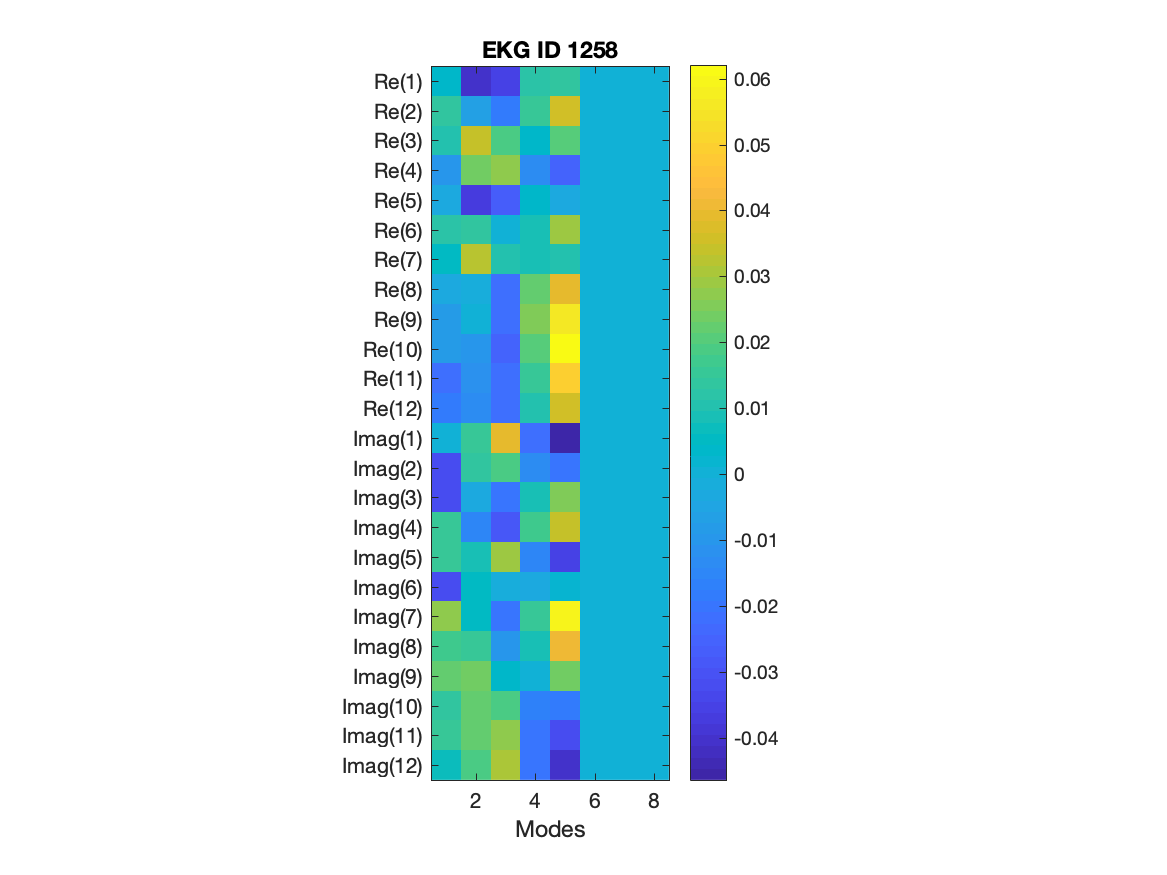 EKG ID 1258
Re(1)
Re(2)
Re(3)
Re(4)
Re(5)
Re(6)
Re(7)
Re(8)
Re(9)
Re(10)
Re(11)
Re(12)
Imag(1)
Imag(2)
Imag(3)
Imag(4)
Imag(5)
Imag(6)
Imag(7)
Imag(8)
Imag(9)
Imag(10)
Imag(11)
Imag(12)
2 4 6 8
Modes
0.06
0.05
0.04
0.03
0.02
0.01
0
-0.01
-0.02
-0.03
-0.04